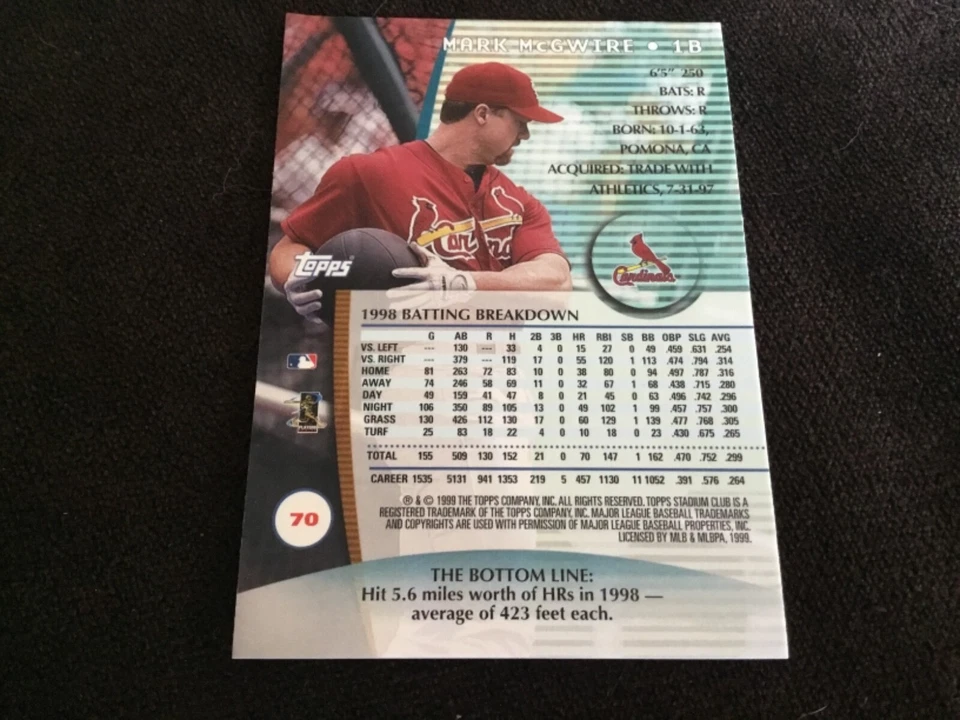 MARK McGWIRE • 1B
6'5" 250
BATS: R
THROWS: R
BORN: 10-1-63,
POMONA, CA
ACQUIRED: TRADE WITH
ATHLETICS, 7-31-97
Cardinals
Topps
Cardinals
1998 BATTING BREAKDOWN
G AB R H 2B 3B HR RBI SB BB OBP SLG AVG
VS. LEFT --- 130 --- 33 4 0 15 27 0 49 .459 .631 .254
VS. RIGHT --- 379 --- 119 17 0 55 120 1 113 .474 .794 .314
HOME 81 263 72 83 10 0 38 80 0 94 .497 .787 .316
AWAY 74 246 58 69 11 0 32 67 1 68 .438 .715 .280
DAY 49 159 41 47 8 0 21 45 0 63 .496 .742 .296
NIGHT 106 350 89 105 13 0 49 102 1 99 .457 .757 .300
GRASS 130 426 112 130 17 0 60 129 1 139 .477 .768 .305
TURF 25 83 18 22 4 0 10 18 0 23 .430 .675 .265
TOTAL 155 509 130 152 21 0 70 147 1 162 .470 .752 .299
CAREER 1535 5131 941 1353 219 5 457 1130 11 1052 .391 .576 .264
® & © 1999 THE TOPPS COMPANY, INC. ALL RIGHTS RESERVED. TOPPS STADIUM CLUB IS A
REGISTERED TRADEMARK OF THE TOPPS COMPANY, INC. MAJOR LEAGUE BASEBALL TRADEMARKS
AND COPYRIGHTS ARE USED WITH PERMISSION OF MAJOR LEAGUE BASEBALL PROPERTIES, INC.
LICENSED BY MLB & MLBPA, 1999.
70
THE BOTTOM LINE:
Hit 5.6 miles worth of HRs in 1998 —
average of 423 feet each.